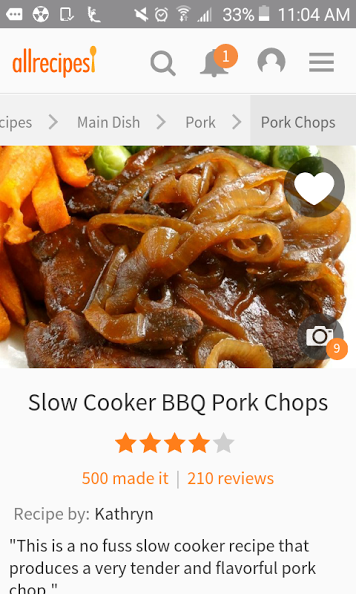 33% 11:04 AM
allrecipes
1
cipes Main Dish Pork Pork Chops
9
Slow Cooker BBQ Pork Chops
500 made it | 210 reviews
Recipe by: Kathryn
"This is a no fuss slow cooker recipe that
produces a very tender and flavorful pork
chop."